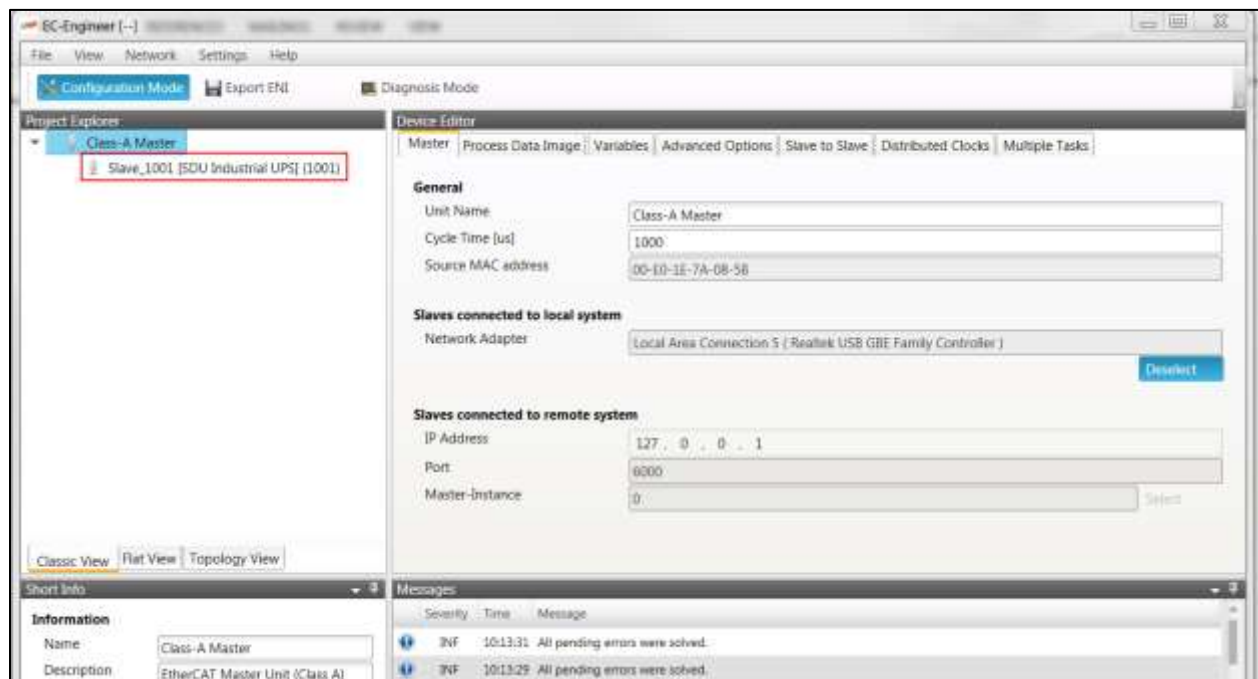 EC-Engineer [--]
File View Network Settings Help
Configuration Mode Export ENI Diagnosis Mode
Project Explorer
Class-A Master
Slave_1001 [SDU Industrial UPS] (1001)
Classic View Flat View Topology View
Device Editor
Master Process Data Image Variables Advanced Options Slave to Slave Distributed Clocks Multiple Tasks
General
Unit Name Class-A Master
Cycle Time [us] 1000
Source MAC address 00-E0-1E-7A-08-5B
Slaves connected to local system
Network Adapter Local Area Connection 5 ( Realtek USB GBE Family Controller )
Deselect
Slaves connected to remote system
IP Address 127 . 0 . 0 . 1
Port 6000
Master-Instance 0 Select
Short Info
Information
Name Class-A Master
Description EtherCAT Master Unit (Class A)
Messages
Severity Time Message
INF 10:13:31 All pending errors were solved.
INF 10:13:29 All pending errors were solved.